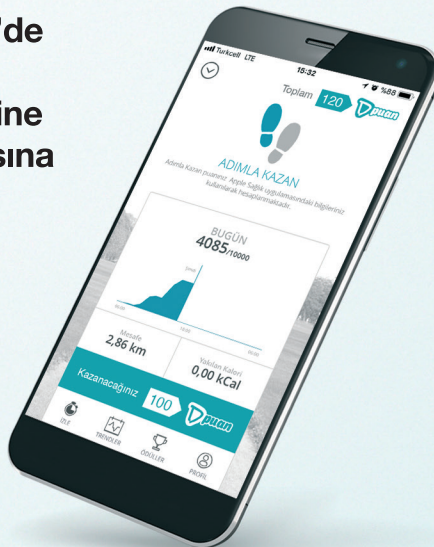 'de
ine
sına
Turkcell LTE
15:32
%88
Toplam 120 Dpuan
ADIMLA KAZAN
Adımla Kazan puanınız Apple Sağlık uygulamasındaki bilgileriniz
kullanılarak hesaplanmaktadır.
BUGÜN
4085/10000
Mesafe
2,86 km
Yakılan Kalori
0,00 kCal
Kazanacağınız 100 Dpuan
İZLE
TRENDLER
ÖDÜLLER
PROFİL